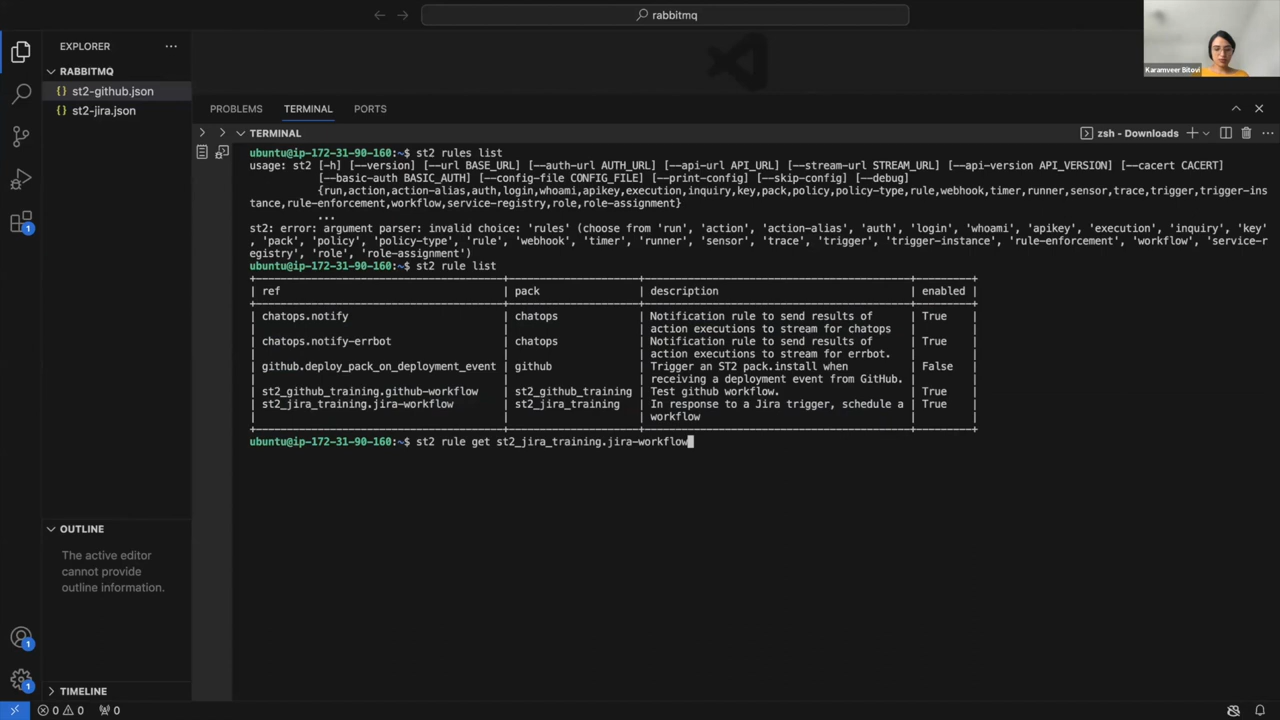 rabbitmq
Karamveer Bitovi
EXPLORER
RABBITMQ
{} st2-github.json
{} st2-jira.json
PROBLEMS TERMINAL PORTS
TERMINAL
zsh - Downloads
ubuntu@ip-172-31-90-160:~$ st2 rules list
usage: st2 [-h] [--version] [--url BASE_URL] [--auth-url AUTH_URL] [--api-url API_URL] [--stream-url STREAM_URL] [--api-version API_VERSION] [--cacert CACERT]
[--basic-auth BASIC_AUTH] [--config-file CONFIG_FILE] [--print-config] [--skip-config] [--debug]
{run,action,action-alias,auth,login,whoami,apikey,execution,inquiry,key,pack,policy,policy-type,rule,webhook,timer,runner,sensor,trace,trigger,trigger-ins
tance,rule-enforcement,workflow,service-registry,role,role-assignment}
...
st2: error: argument parser: invalid choice: 'rules' (choose from 'run', 'action', 'action-alias', 'auth', 'login', 'whoami', 'apikey', 'execution', 'inquiry', 'key'
, 'pack', 'policy', 'policy-type', 'rule', 'webhook', 'timer', 'runner', 'sensor', 'trace', 'trigger', 'trigger-instance', 'rule-enforcement', 'workflow', 'service-r
egistry', 'role', 'role-assignment')
ubuntu@ip-172-31-90-160:~$ st2 rule list
+--------------------------------------+-------------------------+-----------------------------------+---------+
| ref | pack | description | enabled |
+--------------------------------------+-------------------------+-----------------------------------+---------+
| chatops.notify | chatops | Notification rule to send results of | True |
| | | action executions to stream for chatops | |
| chatops.notify-errbot | chatops | Notification rule to send results of | True |
| | | action executions to stream for errbot. | |
| github.deploy_pack_on_deployment_event | github | Trigger an ST2 pack.install when | False |
| | | receiving a deployment event from GitHub. | |
| st2_github_training.github-workflow | st2_github_training | Test github workflow. | True |
| st2_jira_training.jira-workflow | st2_jira_training | In response to a Jira trigger, schedule a | True |
| | | workflow | |
+--------------------------------------+-------------------------+-----------------------------------+---------+
ubuntu@ip-172-31-90-160:~$ st2 rule get st2_jira_training.jira-workflow
OUTLINE
The active editor
cannot provide
outline information.
1
1
1
TIMELINE
0 0 0